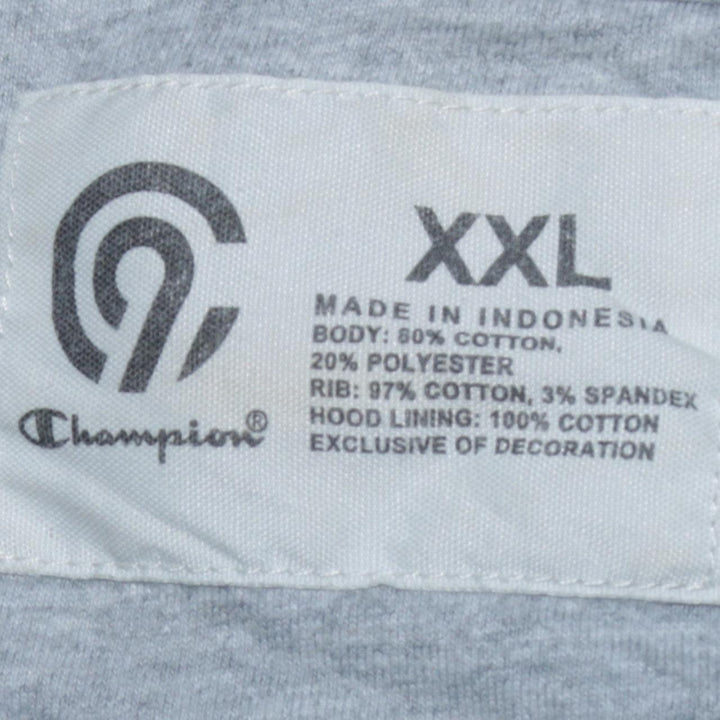 C9
XXL
MADE IN INDONESIA
BODY: 80% COTTON,
20% POLYESTER
RIB: 97% COTTON, 3% SPANDEX
HOOD LINING: 100% COTTON
EXCLUSIVE OF DECORATION
Champion®